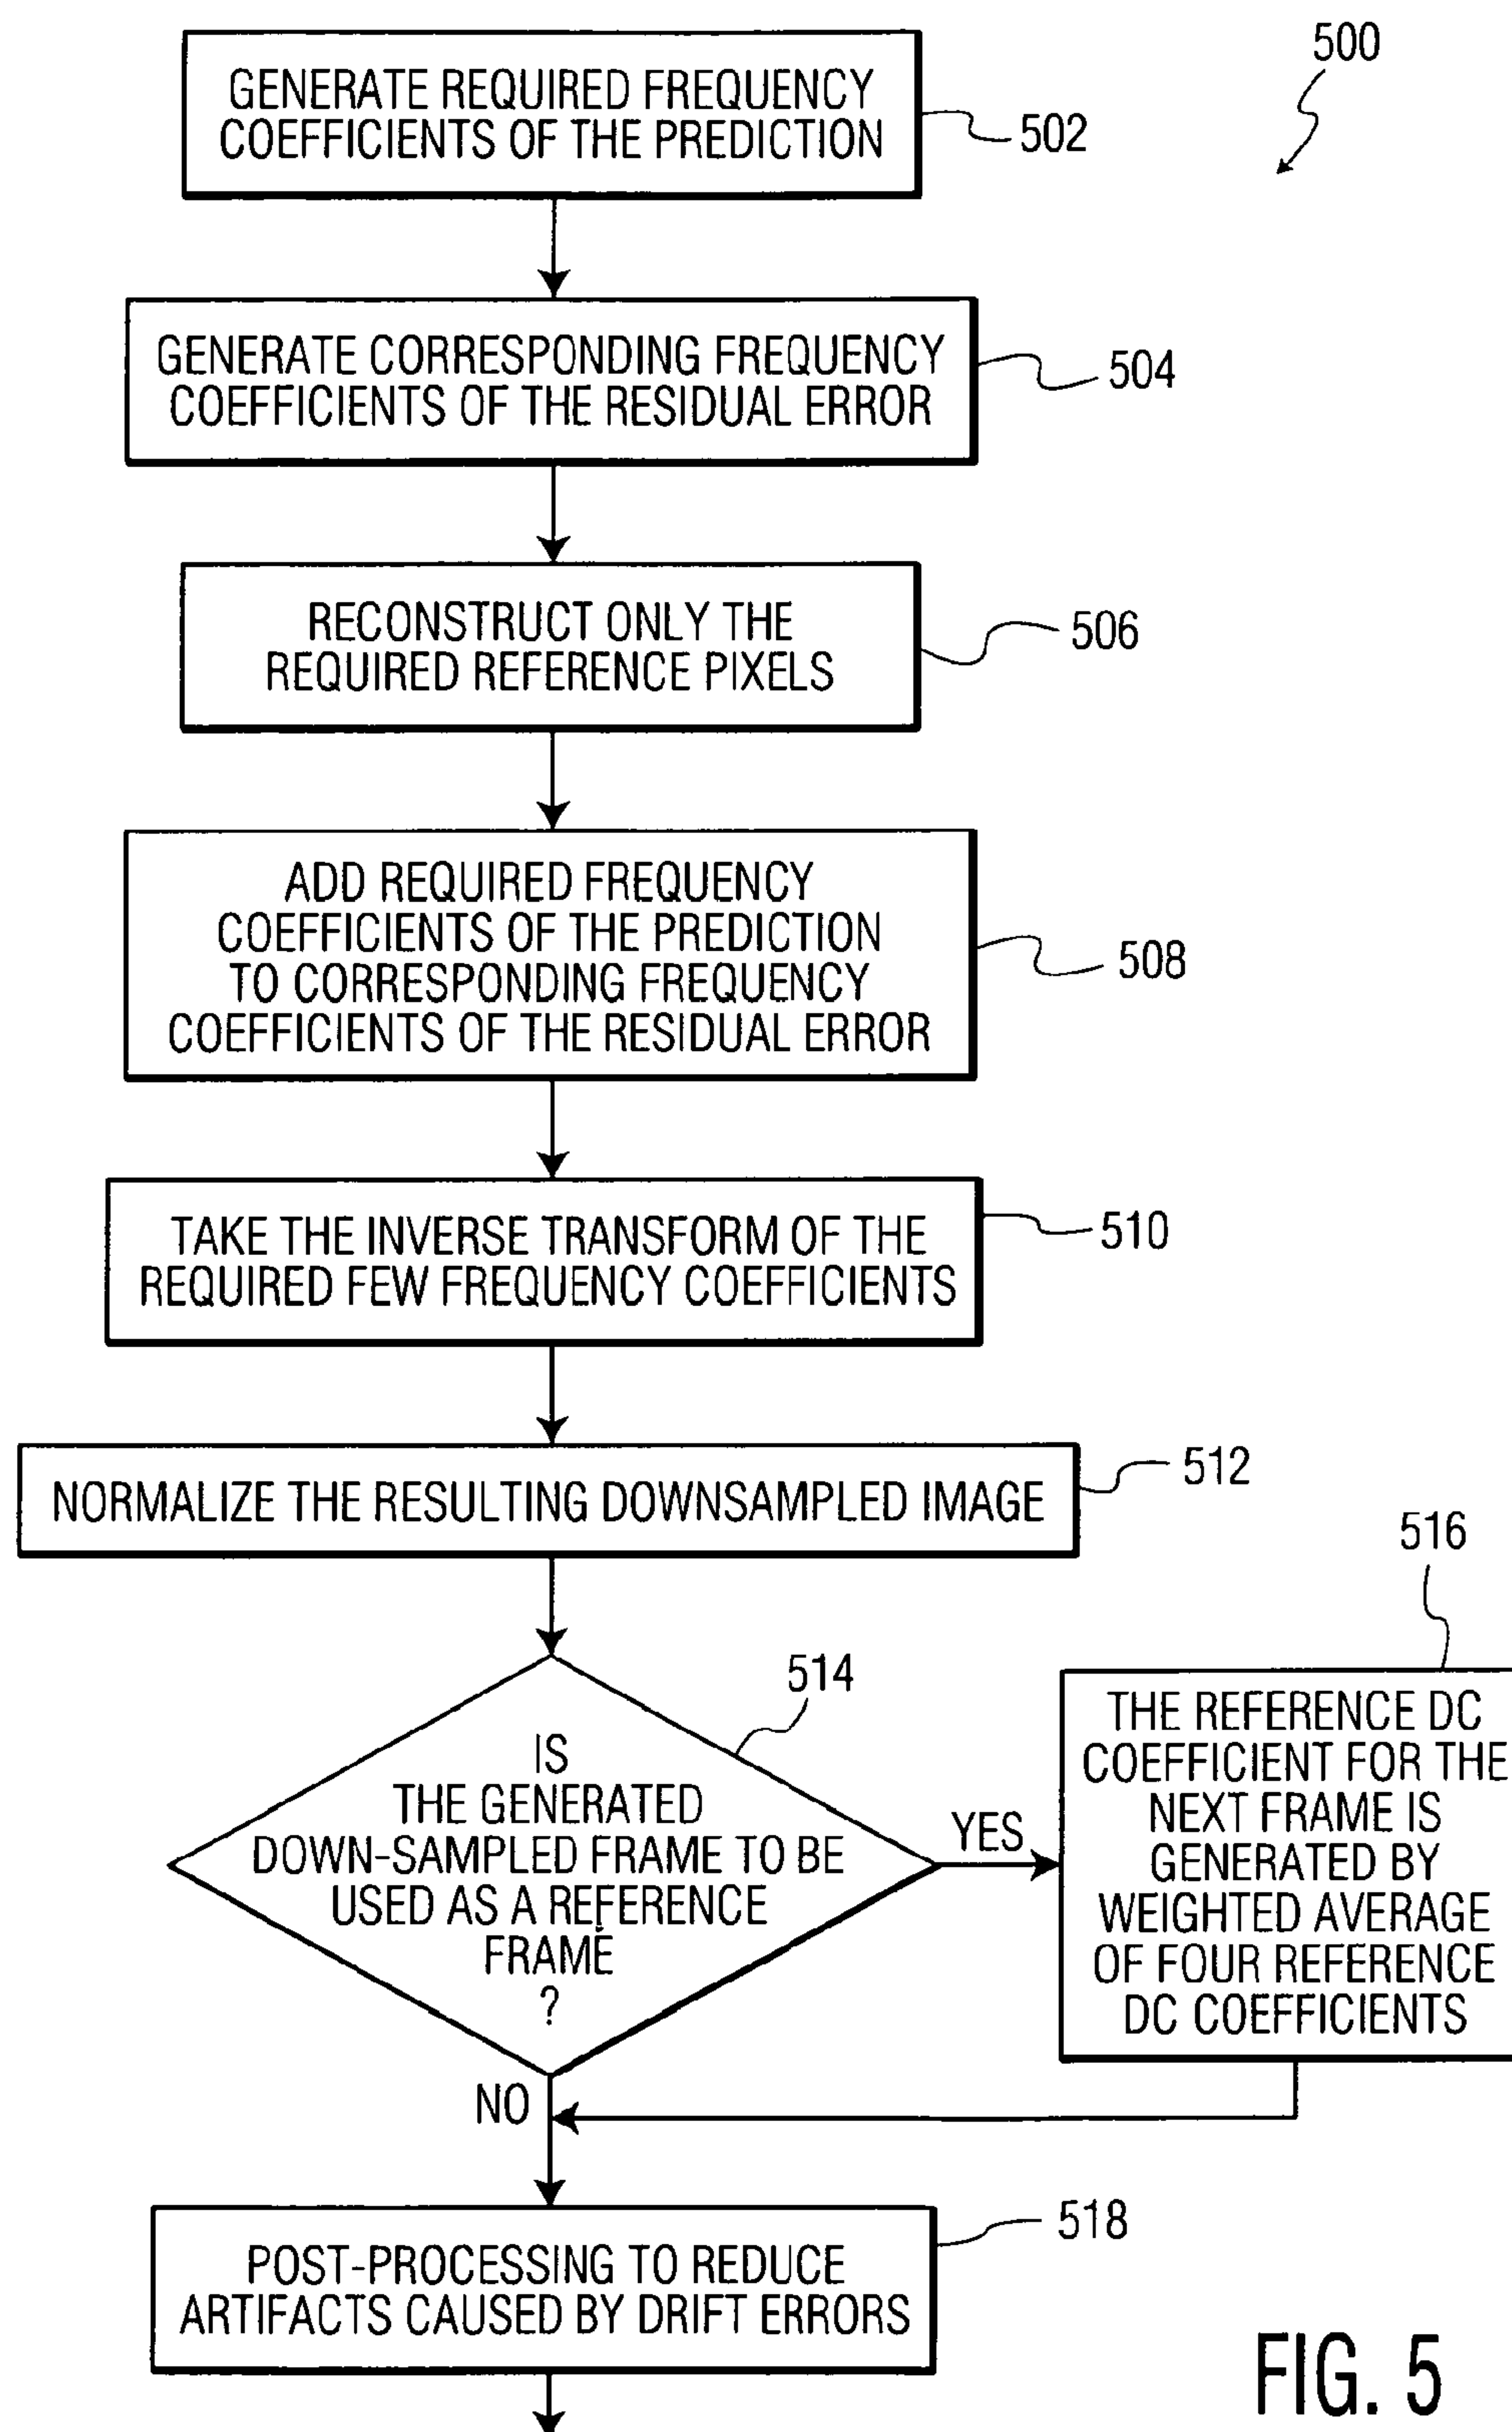 500
GENERATE REQUIRED FREQUENCY
COEFFICIENTS OF THE PREDICTION
502
GENERATE CORRESPONDING FREQUENCY
COEFFICIENTS OF THE RESIDUAL ERROR
504
RECONSTRUCT ONLY THE
REQUIRED REFERENCE PIXELS
506
ADD REQUIRED FREQUENCY
COEFFICIENTS OF THE PREDICTION
TO CORRESPONDING FREQUENCY
COEFFICIENTS OF THE RESIDUAL ERROR
508
TAKE THE INVERSE TRANSFORM OF THE
REQUIRED FEW FREQUENCY COEFFICIENTS
510
NORMALIZE THE RESULTING DOWNSAMPLED IMAGE
512
514
IS
THE GENERATED
DOWN-SAMPLED FRAME TO BE
USED AS A REFERENCE
FRAME
?
YES
516
THE REFERENCE DC
COEFFICIENT FOR THE
NEXT FRAME IS
GENERATED BY
WEIGHTED AVERAGE
OF FOUR REFERENCE
DC COEFFICIENTS
NO
518
POST-PROCESSING TO REDUCE
ARTIFACTS CAUSED BY DRIFT ERRORS
FIG. 5